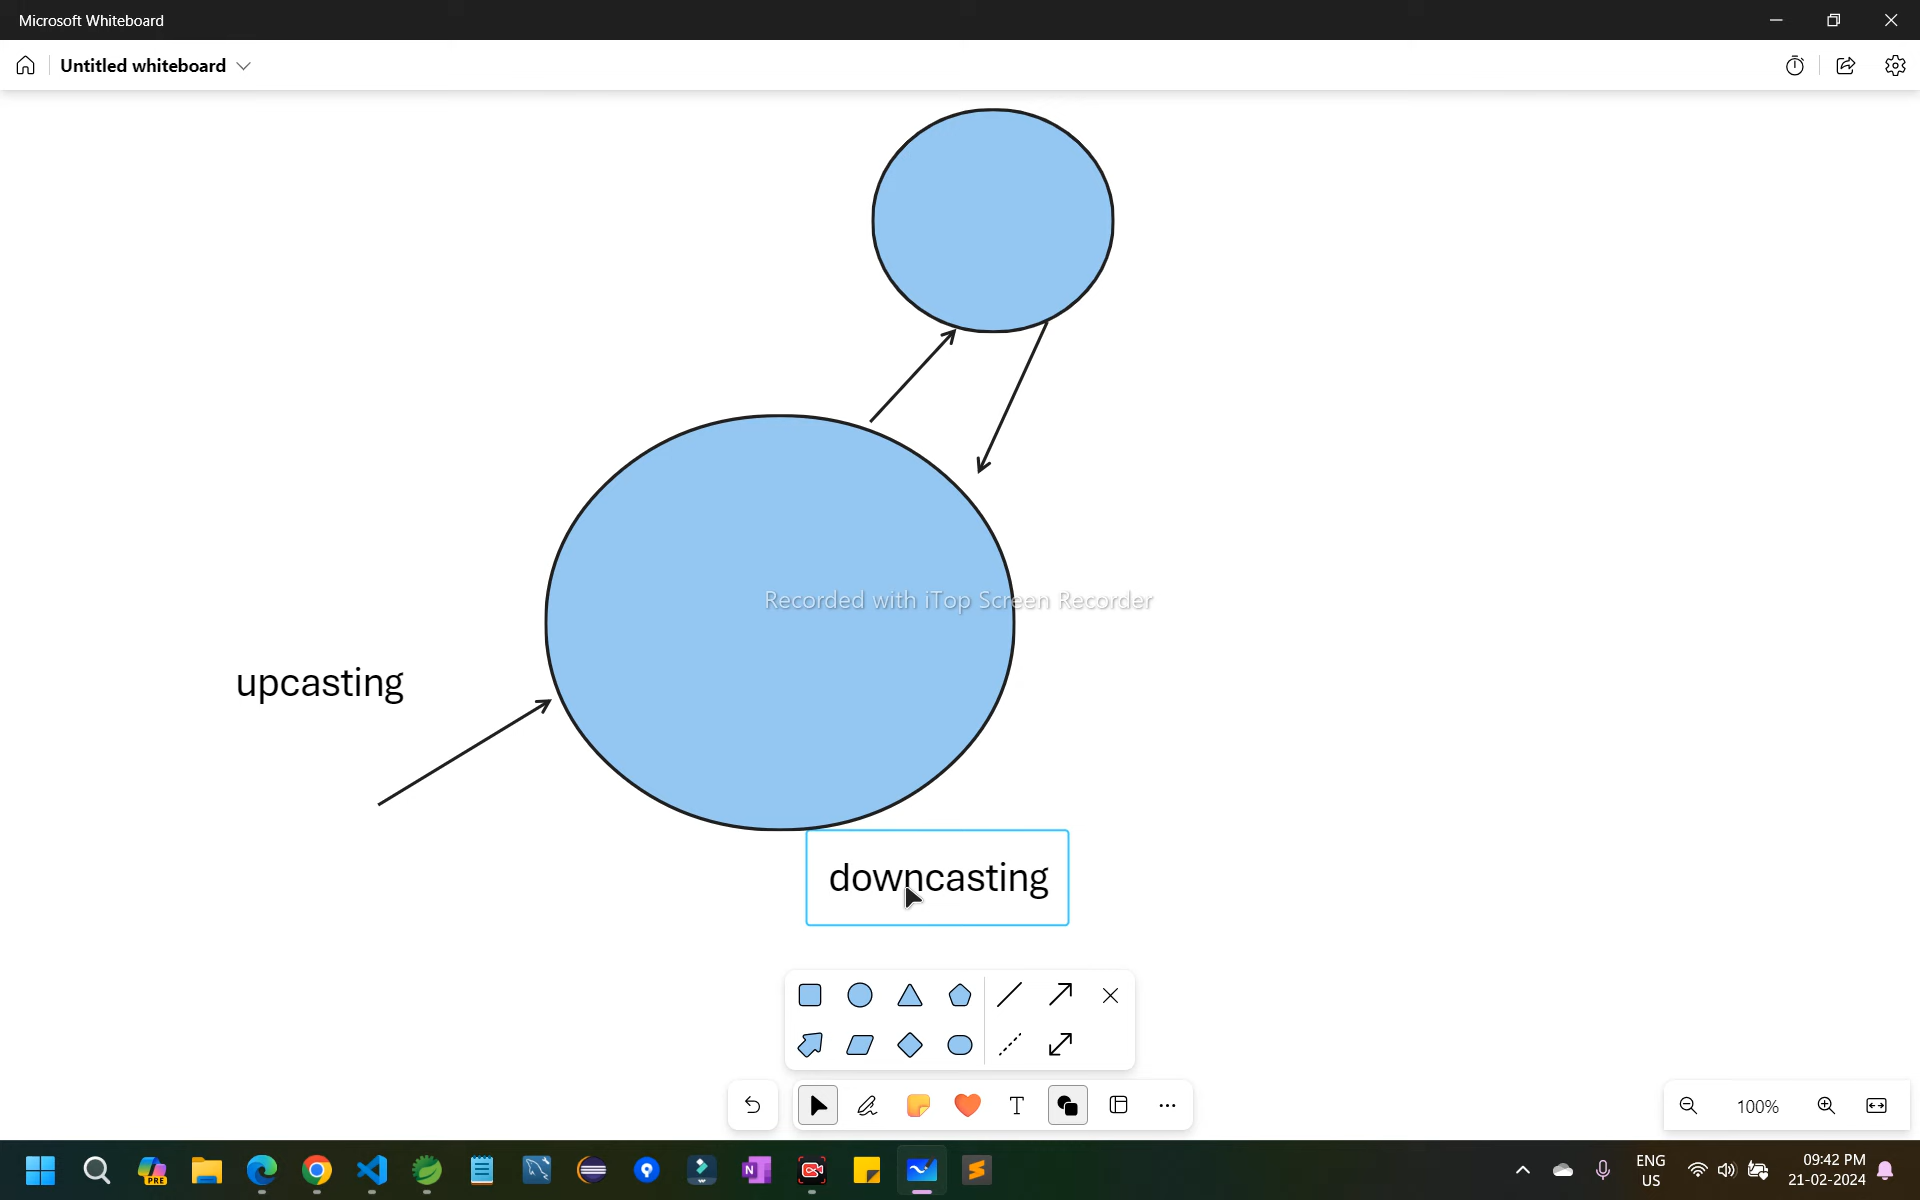 Microsoft Whiteboard
Untitled whiteboard
Recorded with iTop Screen Recorder
upcasting
downcasting
100%
PRE
N
ENG
US
09:42 PM
21-02-2024